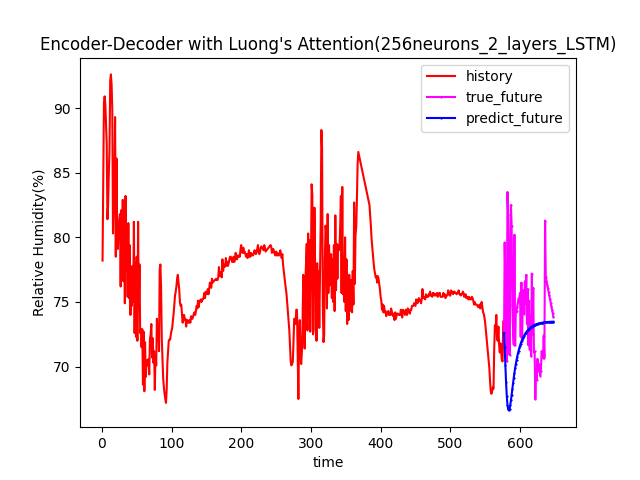 Encoder-Decoder with Luong's Attention(256neurons_2_layers_LSTM)
history
true_future
predict_future
Relative Humidity(%)
90
85
80
75
70
0
100
200
300
400
500
600
time